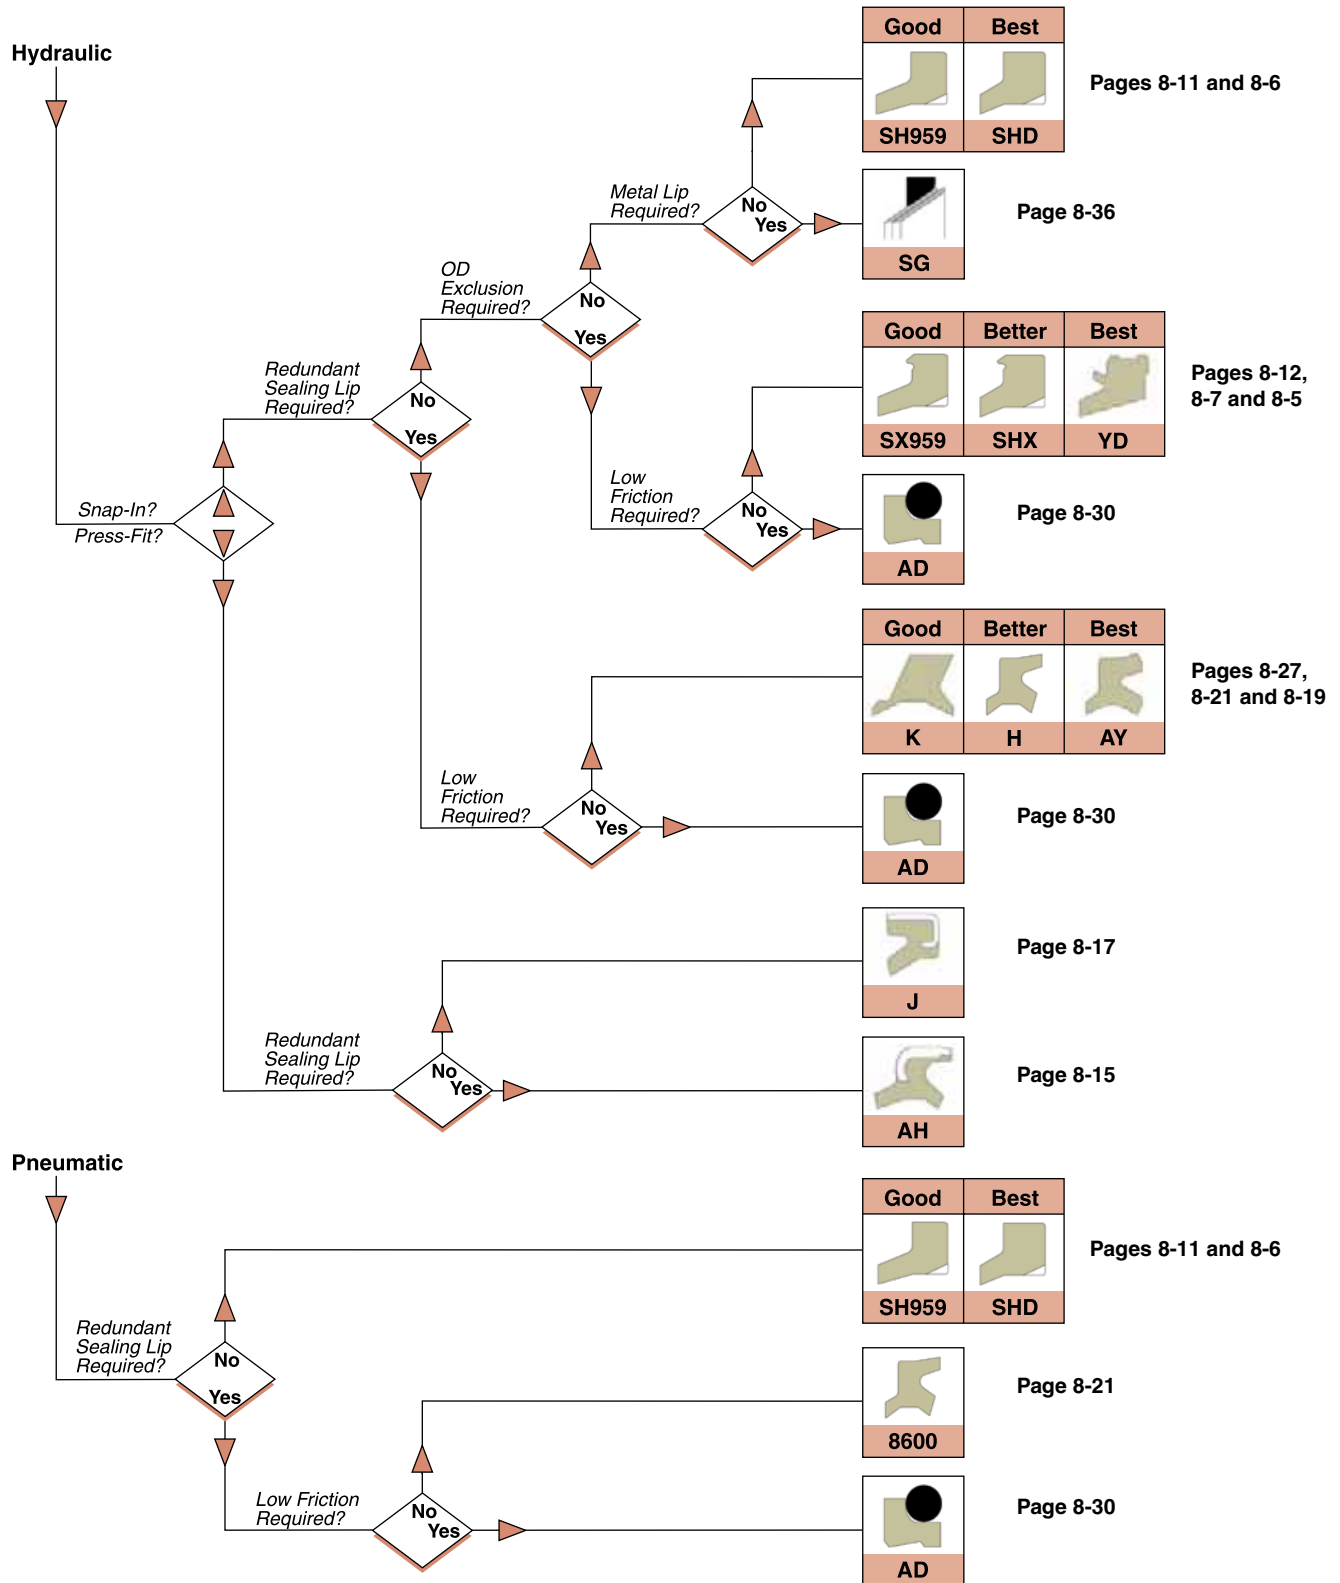 Hydraulic
Good Best
SH959 SHD
Pages 8-11 and 8-6
Metal Lip
Required?
No
Yes
SG
Page 8-36
OD
Exclusion
Required?
No
Yes
Good Better Best
SX959 SHX YD
Pages 8-12,
8-7 and 8-5
Redundant
Sealing Lip
Required?
No
Yes
Low
Friction
Required?
No
Yes
AD
Page 8-30
Snap-In?
Press-Fit?
Good Better Best
K H AY
Pages 8-27,
8-21 and 8-19
Low
Friction
Required?
No
Yes
AD
Page 8-30
J
Page 8-17
Redundant
Sealing Lip
Required?
No
Yes
AH
Page 8-15
Pneumatic
Good Best
SH959 SHD
Pages 8-11 and 8-6
Redundant
Sealing Lip
Required?
No
Yes
8600
Page 8-21
Low Friction
Required?
No
Yes
AD
Page 8-30